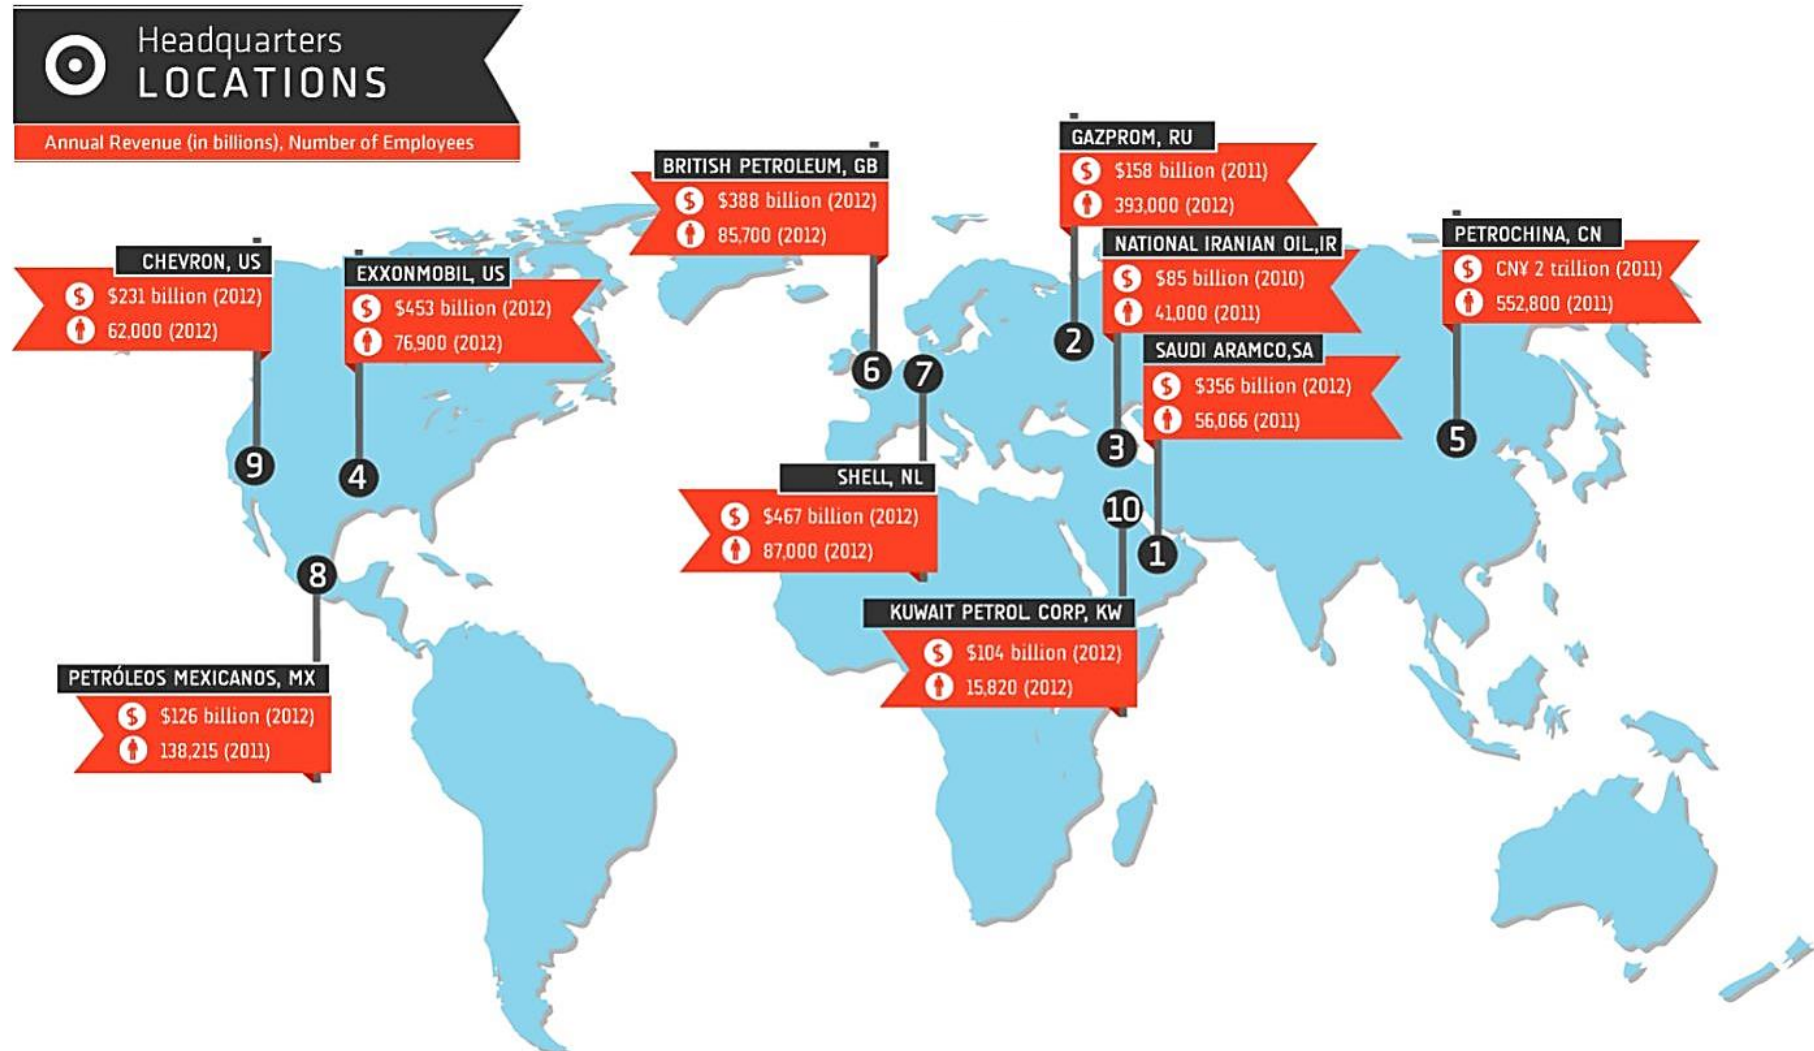 Headquarters
LOCATIONS
Annual Revenue (in billions), Number of Employees
CHEVRON, US
$ $231 billion (2012)
62,000 (2012)
EXXONMOBIL, US
$ $453 billion (2012)
76,900 (2012)
BRITISH PETROLEUM, GB
$ $388 billion (2012)
85,700 (2012)
GAZPROM, RU
$ $158 billion (2011)
393,000 (2012)
NATIONAL IRANIAN OIL,IR
$ $85 billion (2010)
41,000 (2011)
SAUDI ARAMCO,SA
$ $356 billion (2012)
56,066 (2011)
PETROCHINA, CN
$ CN¥ 2 trillion (2011)
552,800 (2011)
2
6
7
3
5
9
4
SHELL, NL
$ $467 billion (2012)
87,000 (2012)
10
1
8
KUWAIT PETROL. CORP, KW
$ $104 billion (2012)
15,820 (2012)
PETRÓLEOS MEXICANOS, MX
$ $126 billion (2012)
138,215 (2011)